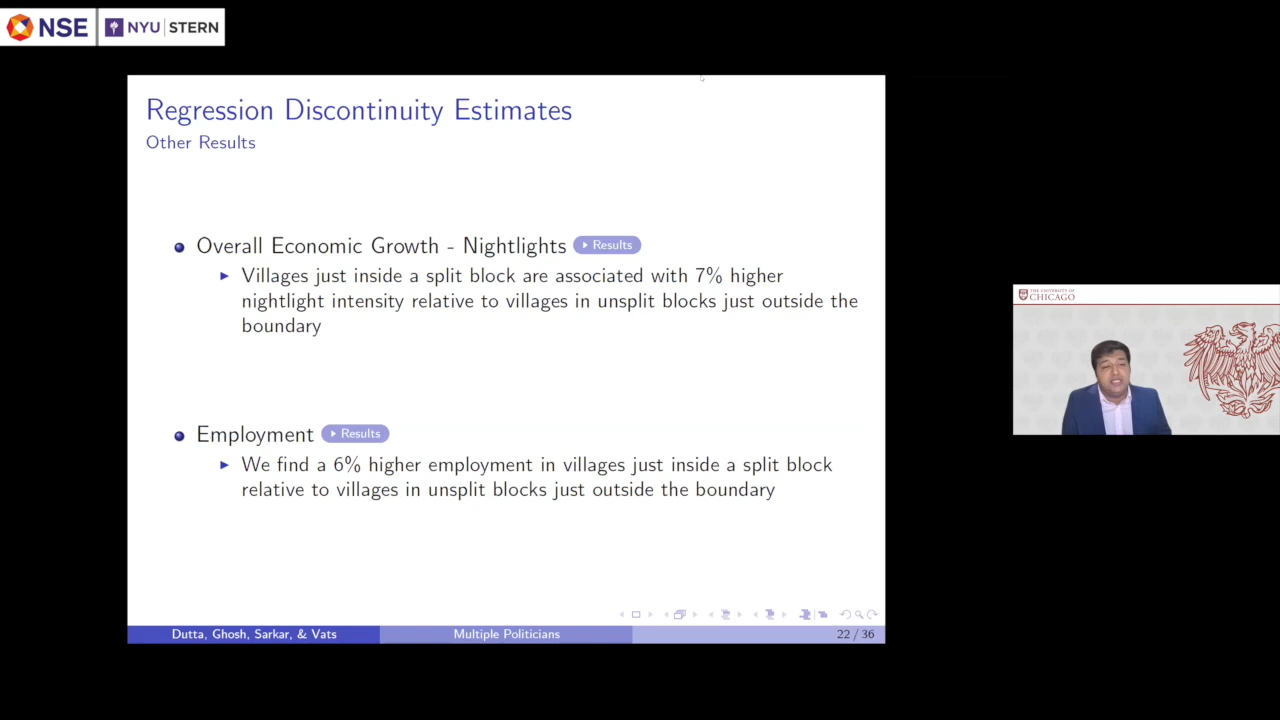 NSE NYU STERN
Regression Discontinuity Estimates
Other Results
Overall Economic Growth - Nightlights Results
Villages just inside a split block are associated with 7% higher
nightlight intensity relative to villages in unsplit blocks just outside the
boundary
THE UNIVERSITY OF
CHICAGO
Employment Results
We find a 6% higher employment in villages just inside a split block
relative to villages in unsplit blocks just outside the boundary
Dutta, Ghosh, Sarkar, & Vats Multiple Politicians 22 / 36